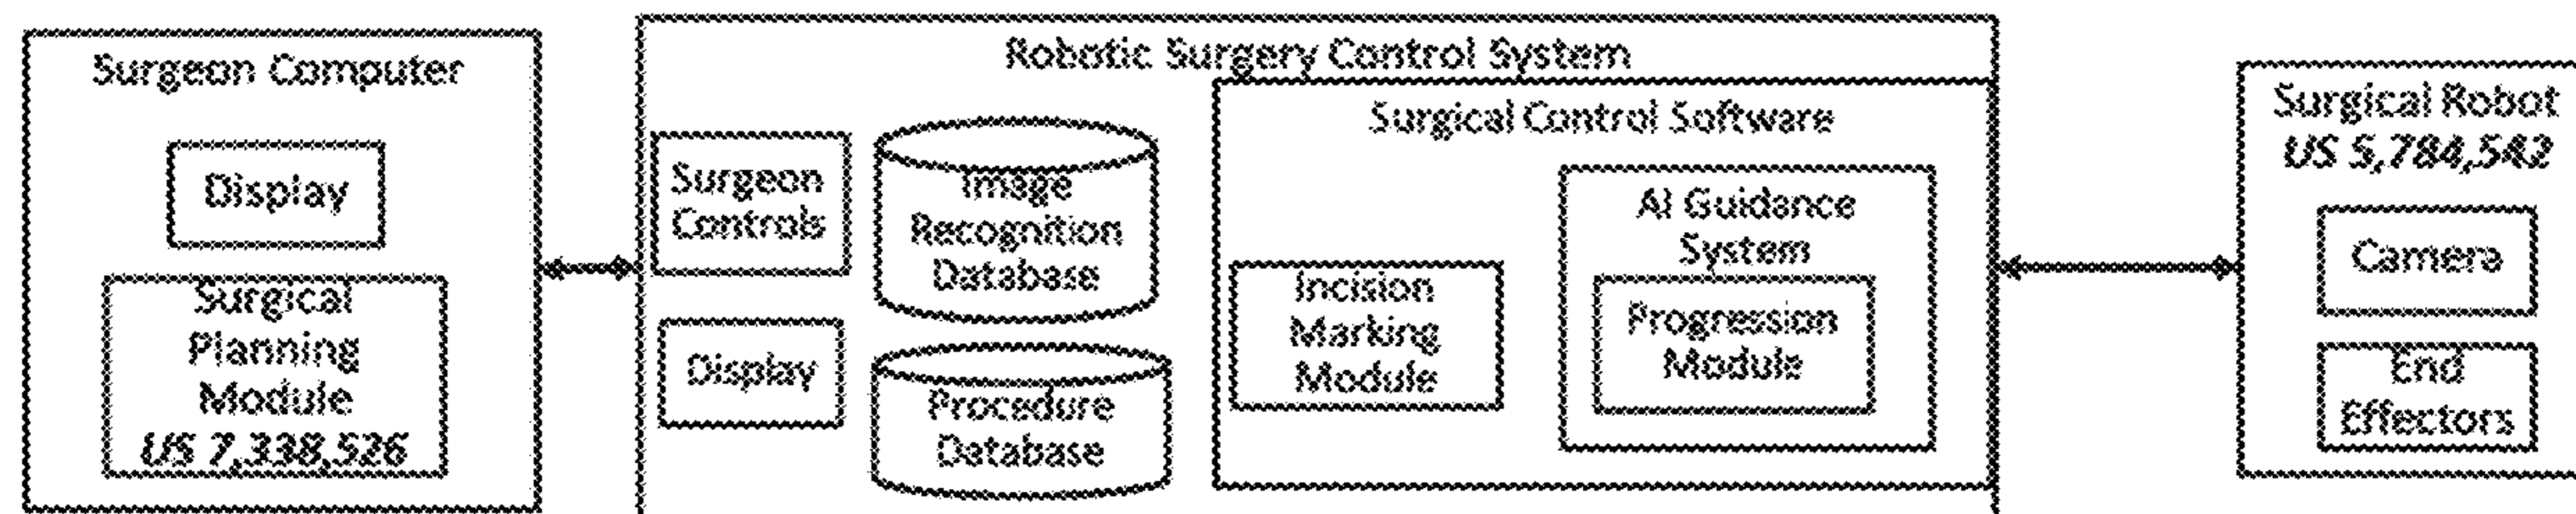 Surgeon Computer
Display
Surgical
Planning
Module
US 7,338,526
Robotic Surgery Control System
Surgeon
Controls
Display
Image
Recognition
Database
Procedure
Database
Surgical Control Software
Incision
Marking
Module
AI Guidance
System
Progression
Module
Surgical Robot
US 5,784,542
Camera
End
Effectors